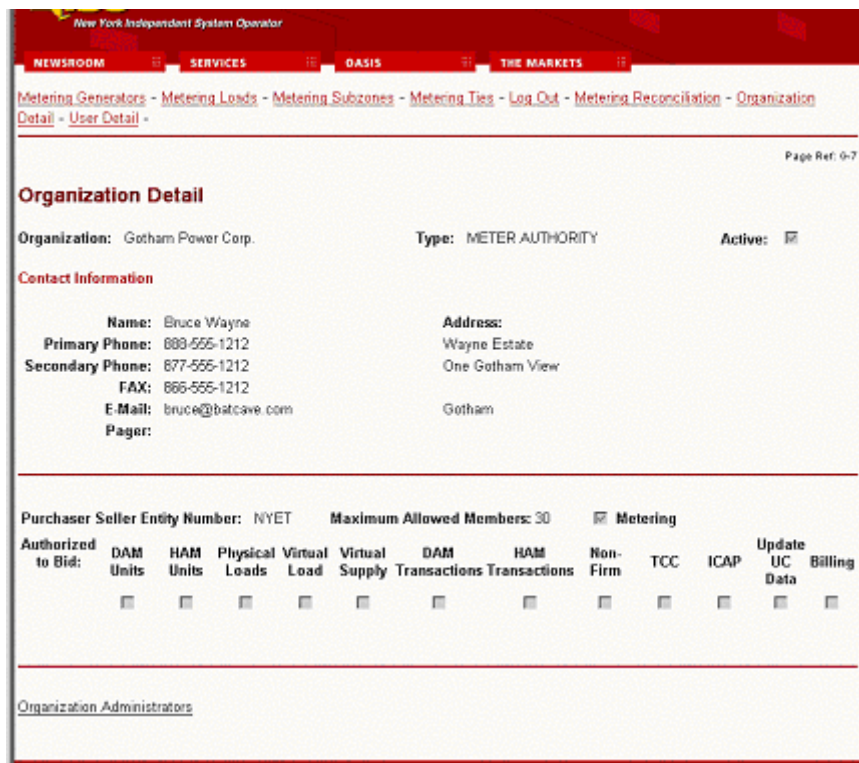 New York Independent System Operator
NEWSROOM SERVICES OASIS THE MARKETS
Metering Generators - Metering Loads - Metering Subzones - Metering Ties - Log Out - Metering Reconciliation - Organization
Detail - User Detail -
Page Ref: 6-7
Organization Detail
Organization: Gotham Power Corp. Type: METER AUTHORITY Active:
Contact Information
Name: Bruce Wayne Address:
Primary Phone: 888-555-1212 Wayne Estate
Secondary Phone: 877-555-1212 One Gotham View
FAX: 866-555-1212
E-Mail: bruce@batcave.com Gotham
Pager:
Purchaser Seller Entity Number: NYET Maximum Allowed Members: 30 Metering
Authorized to Bid: DAM Units HAM Units Physical Loads Virtual Load Virtual Supply DAM Transactions HAM Transactions Non-Firm TCC ICAP Update UC Data Billing
Organization Administrators